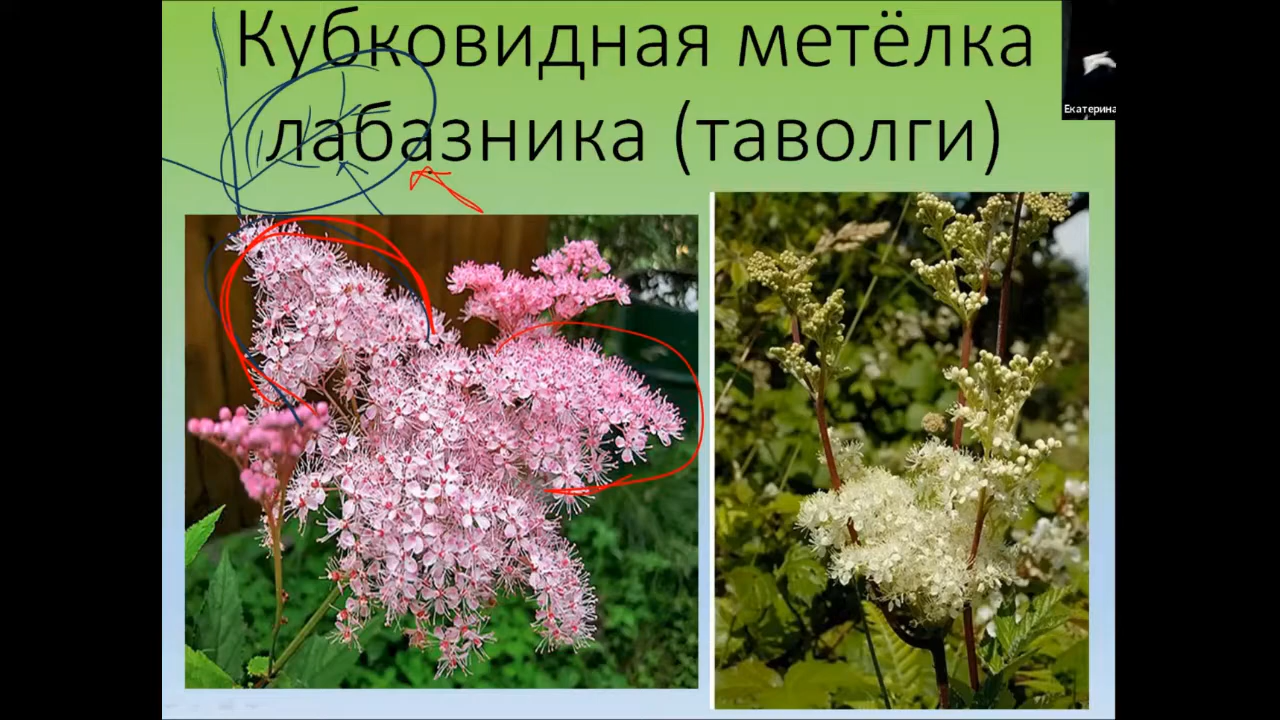 Кубковидная метёлка
лабазника (таволги)
Екатерина